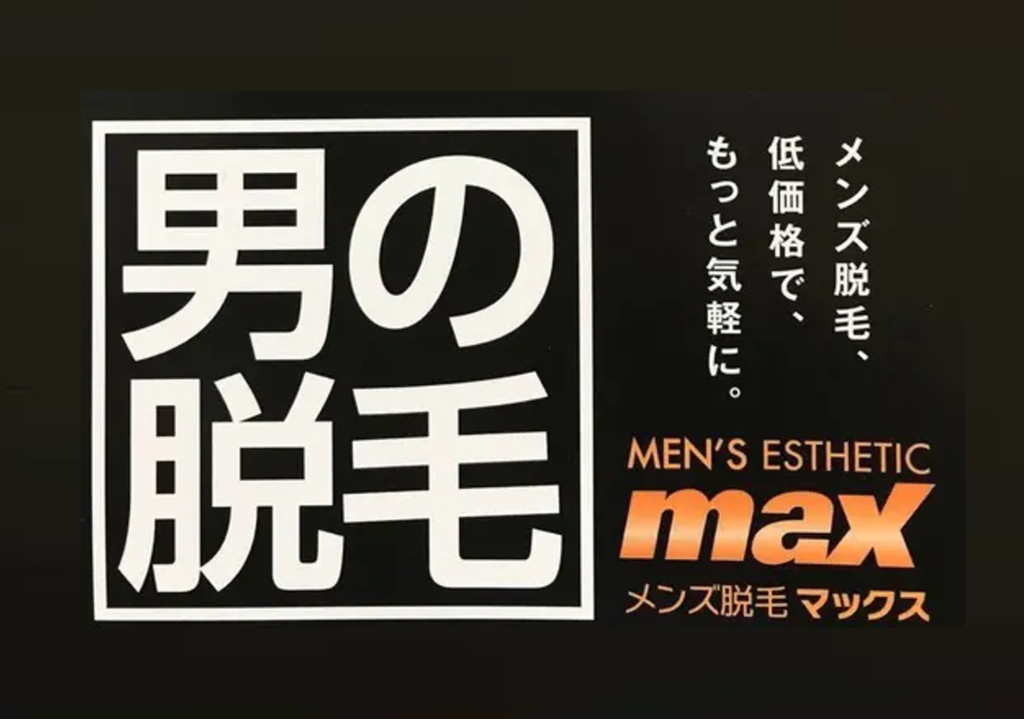 男の
脱毛
メンズ脱毛、
低価格で、
もっと気軽に。
MEN'S ESTHETIC
max
メンズ脱毛 マックス